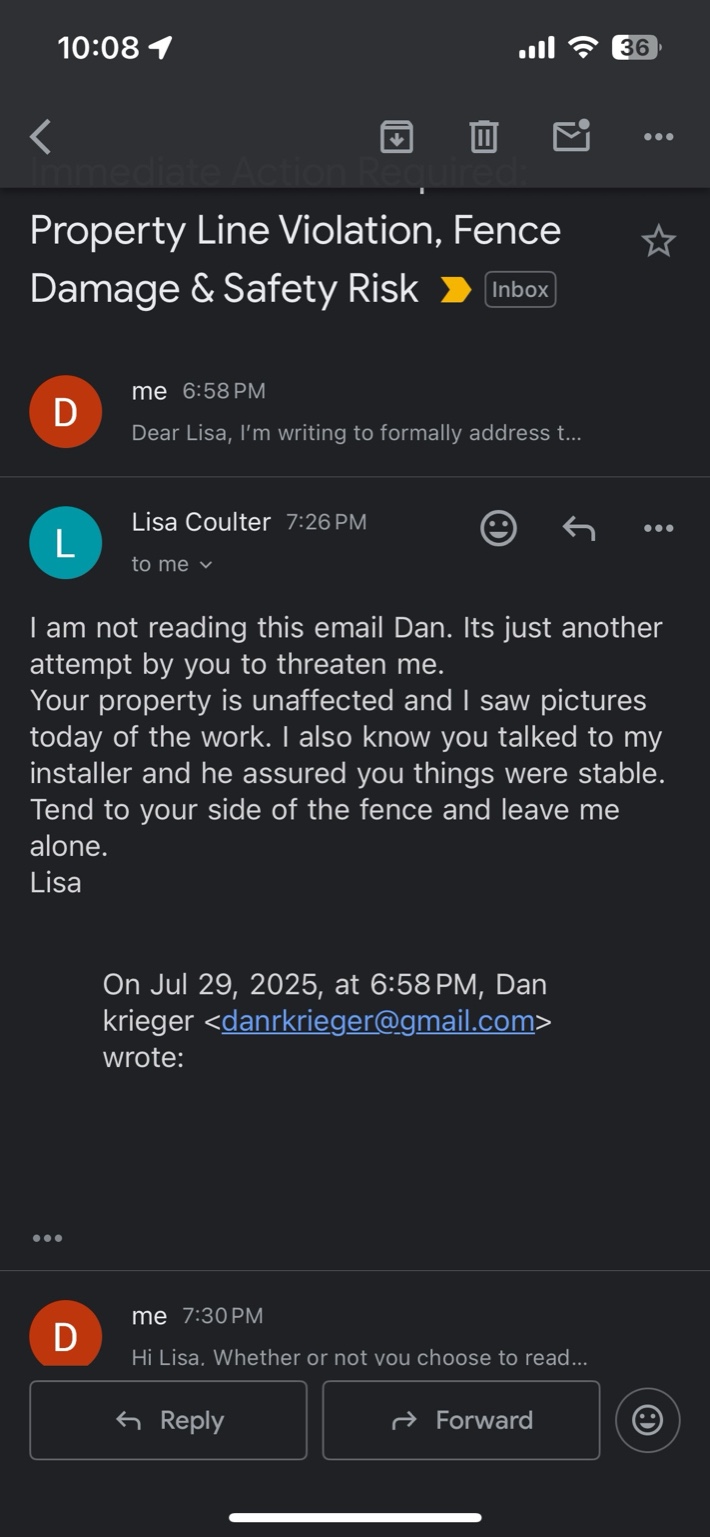 10:08
36
Immediate Action Required:
Property Line Violation, Fence
Damage & Safety Risk Inbox
D
me 6:58 PM
Dear Lisa, I'm writing to formally address t...
L
Lisa Coulter 7:26 PM
to me
I am not reading this email Dan. Its just another
attempt by you to threaten me.
Your property is unaffected and I saw pictures
today of the work. I also know you talked to my
installer and he assured you things were stable.
Tend to your side of the fence and leave me
alone.
Lisa
On Jul 29, 2025, at 6:58 PM, Dan
krieger <danrkrieger@gmail.com>
wrote:
D
me 7:30 PM
Hi Lisa, Whether or not you choose to read...
Reply
Forward